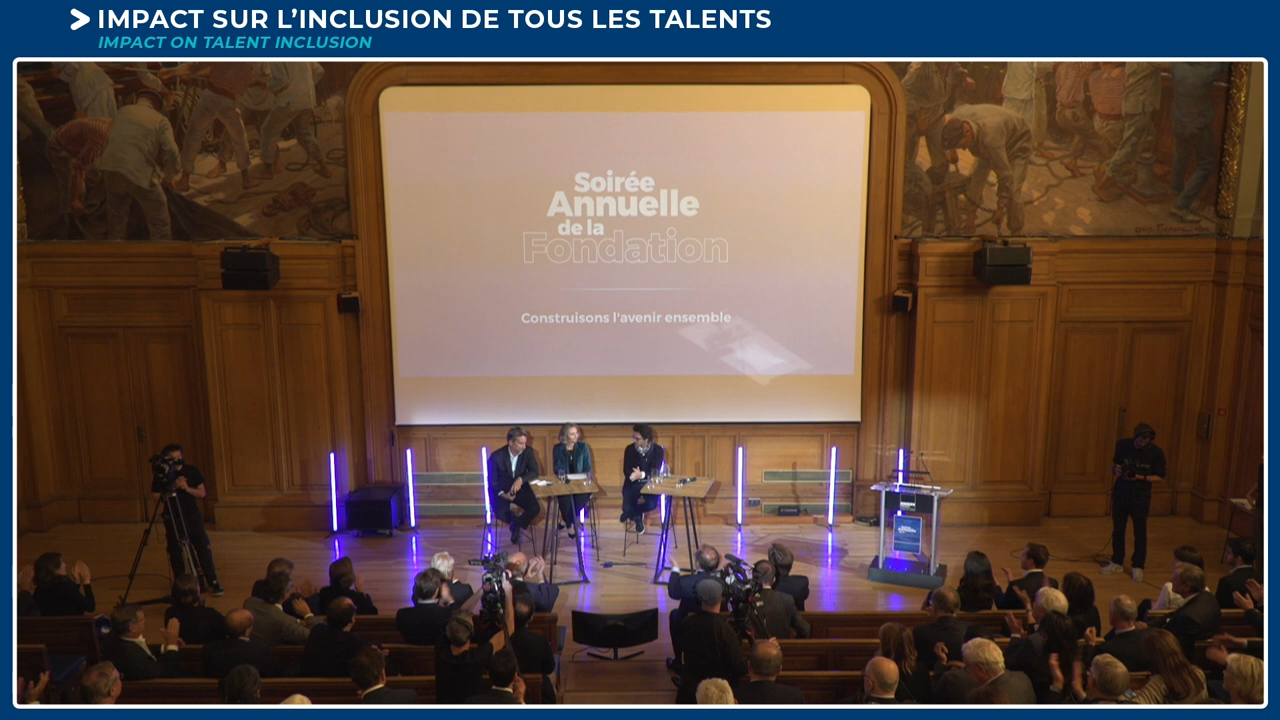 IMPACT SUR L’INCLUSION DE TOUS LES TALENTS
IMPACT ON TALENT INCLUSION
Soirée
Annuelle
de la
Fondation
Construisons l'avenir ensemble